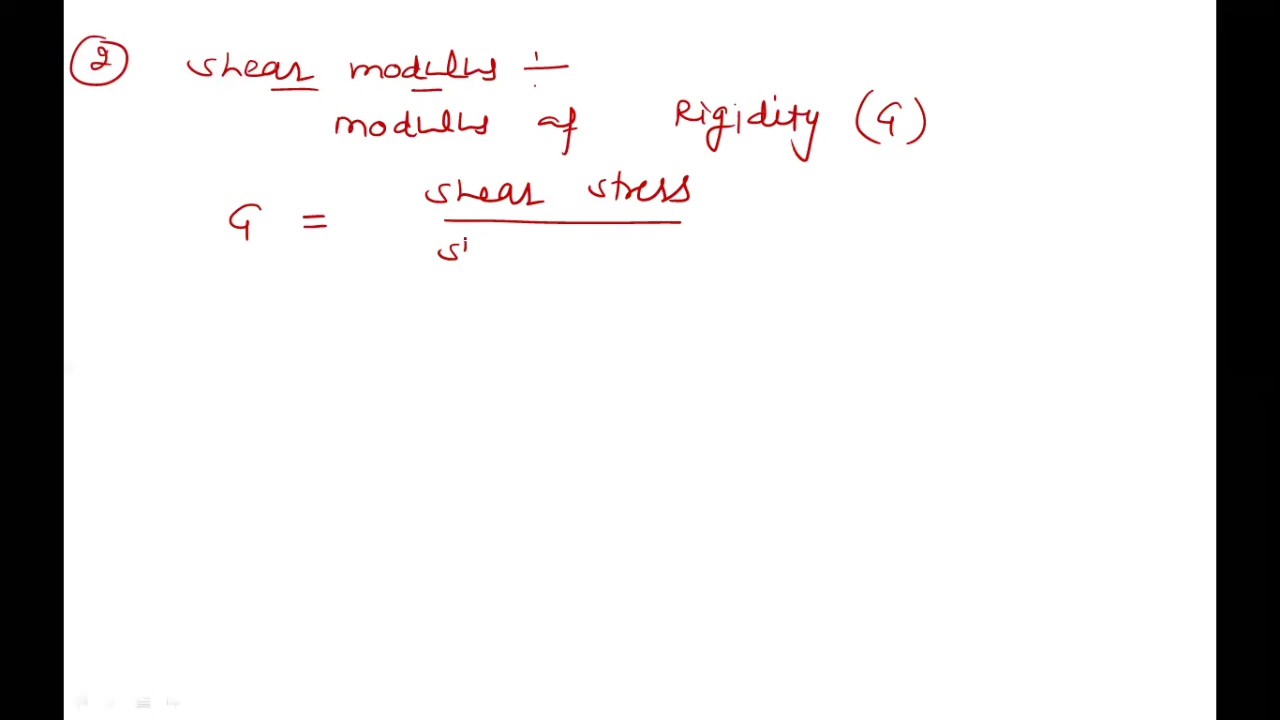 2 shear modulus :-
modulus of Rigidity (G)
G = shear stress